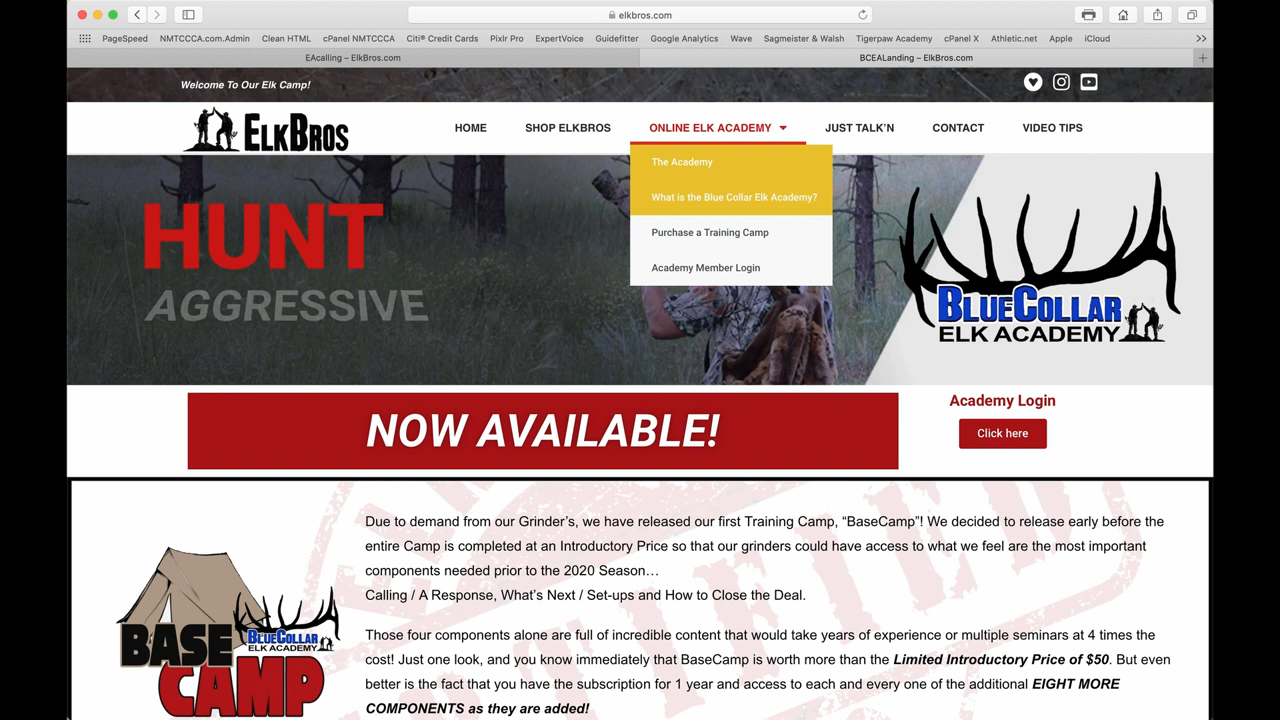 elkbros.com
PageSpeed NMTCCCA.com.Admin Clean HTML cPanel NMTCCCA Citi® Credit Cards Pixlr Pro ExpertVoice Guidefitter Google Analytics Wave Sagmeister & Walsh Tigerpaw Academy cPanel X Athletic.net Apple iCloud
EAcalling – ElkBros.com BCEALanding – ElkBros.com
Welcome To Our Elk Camp!
ELKBROS HOME SHOP ELKBROS ONLINE ELK ACADEMY JUST TALK’N CONTACT VIDEO TIPS
The Academy
What is the Blue Collar Elk Academy?
Purchase a Training Camp
Academy Member Login
HUNT
AGGRESSIVE
BLUECOLLAR
ELK ACADEMY
NOW AVAILABLE!
Academy Login
Click here
Due to demand from our Grinder’s, we have released our first Training Camp, “BaseCamp”! We decided to release early before the
entire Camp is completed at an Introductory Price so that our grinders could have access to what we feel are the most important
components needed prior to the 2020 Season…
Calling / A Response, What’s Next / Set-ups and How to Close the Deal.
Those four components alone are full of incredible content that would take years of experience or multiple seminars at 4 times the
cost! Just one look, and you know immediately that BaseCamp is worth more than the Limited Introductory Price of $50. But even
better is the fact that you have the subscription for 1 year and access to each and every one of the additional EIGHT MORE
COMPONENTS as they are added!
BASE
BLUECOLLAR
ELK ACADEMY
CAMP